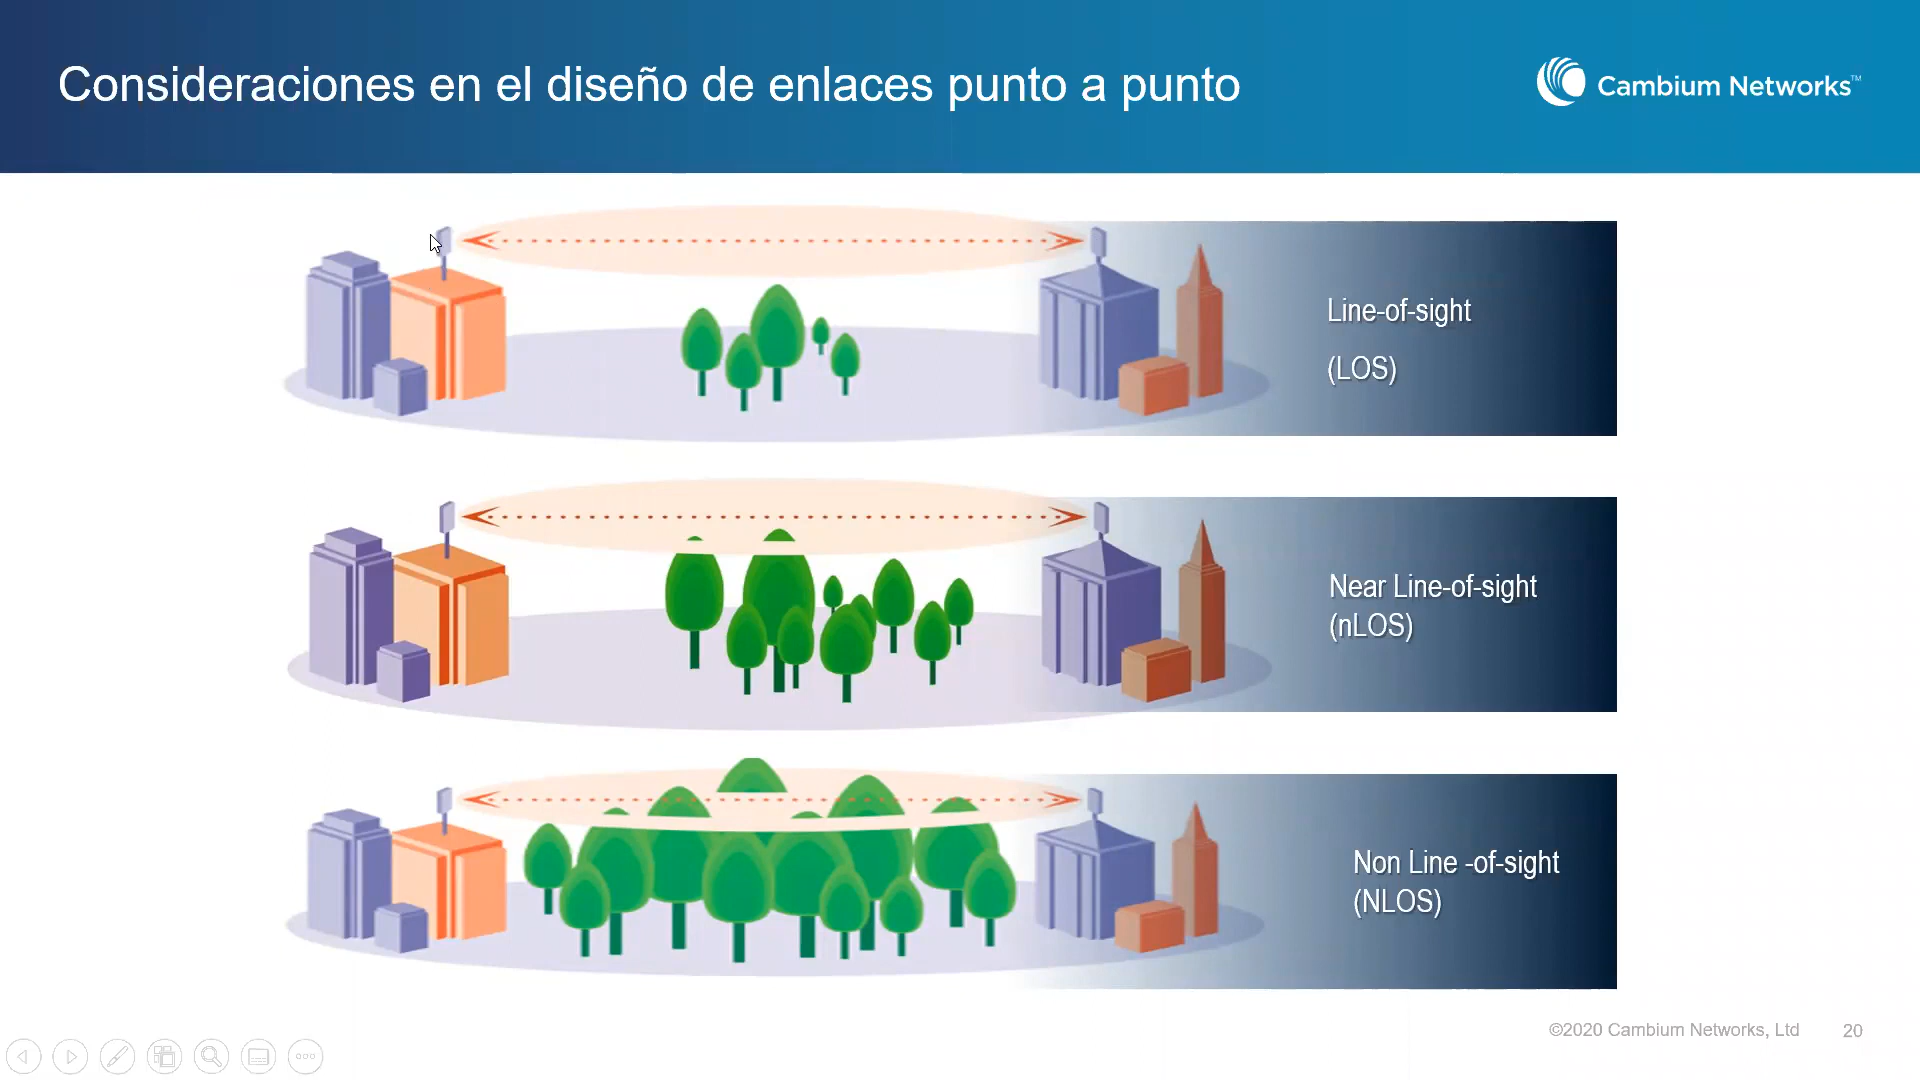 Consideraciones en el diseño de enlaces punto a punto
Cambium Networks™
Line-of-sight
(LOS)
Near Line-of-sight
(nLOS)
Non Line -of-sight
(NLOS)
©2020 Cambium Networks, Ltd
20